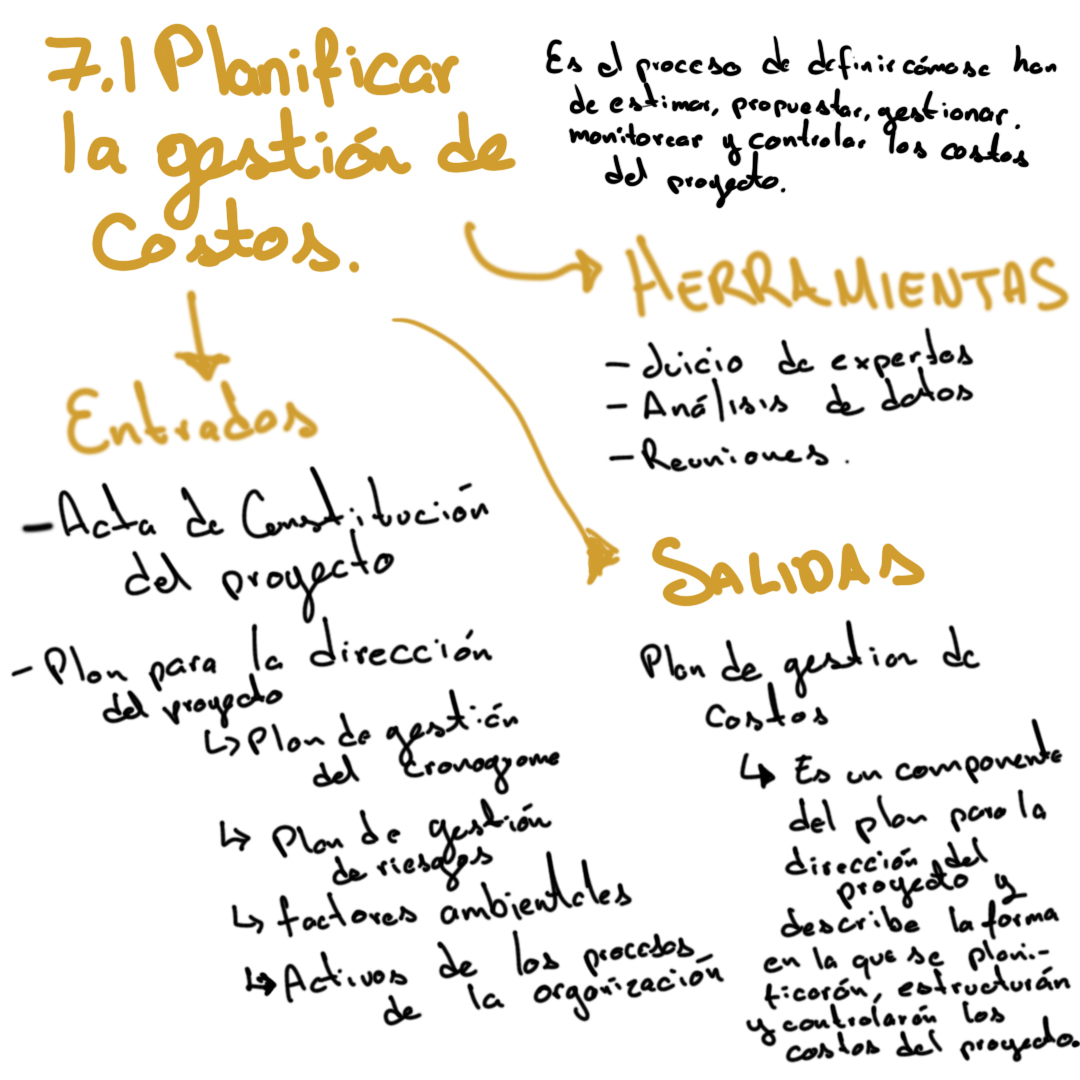 7.1 Planificar
la gestión de
Costos.
Es el proceso de definir cómo se han
de estimar, propuestar, gestionar.
monitorear y controlar los costos
del proyecto.
HERRAMIENTAS
- Juicio de expertos
- Análisis de datos
- Reuniones.
Entradas
- Acta de Constitución
del proyecto
- Plan para la dirección
del proyecto
↳ Plan de gestión
del cronograma
↳ Plan de gestión
de riesgos
↳ factores ambientales
↳ Activos de los procesos
de la organización
SALIDAS
Plan de gestion de
costos
↳ Es un componente
del plan para la
dirección del
proyecto y
describe la forma
en la que se plani-
ficarán, estructurán
y controlarán los
costos del proyecto.